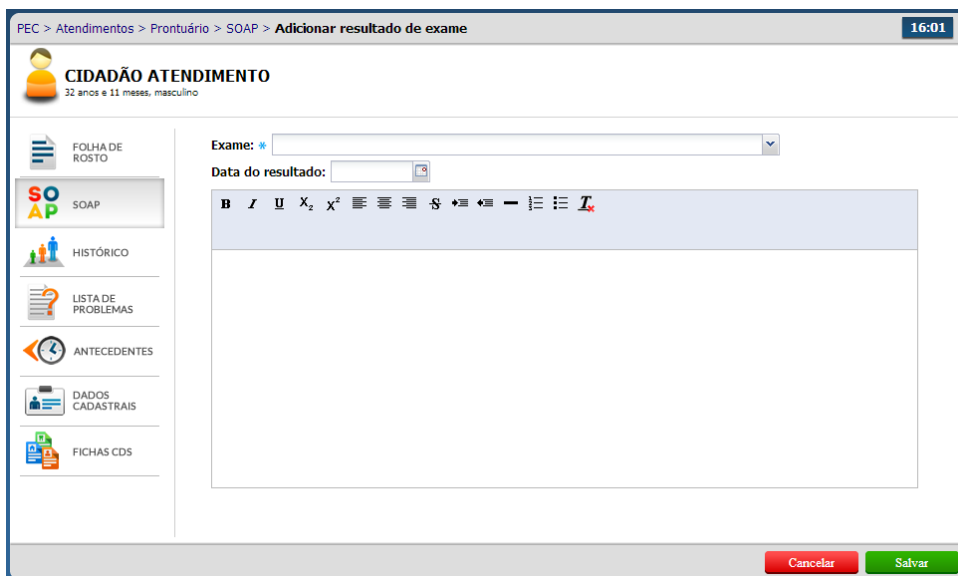 PEC > Atendimentos > Prontuário > SOAP > Adicionar resultado de exame
16:01
CIDADÃO ATENDIMENTO
32 anos e 11 meses, masculino
FOLHA DE
ROSTO
SOAP
SOAP
HISTÓRICO
LISTA DE
PROBLEMAS
ANTECEDENTES
DADOS
CADASTRAIS
FICHAS CDS
Exame: *
Data do resultado:
B I U X₂ X² S T
Cancelar
Salvar